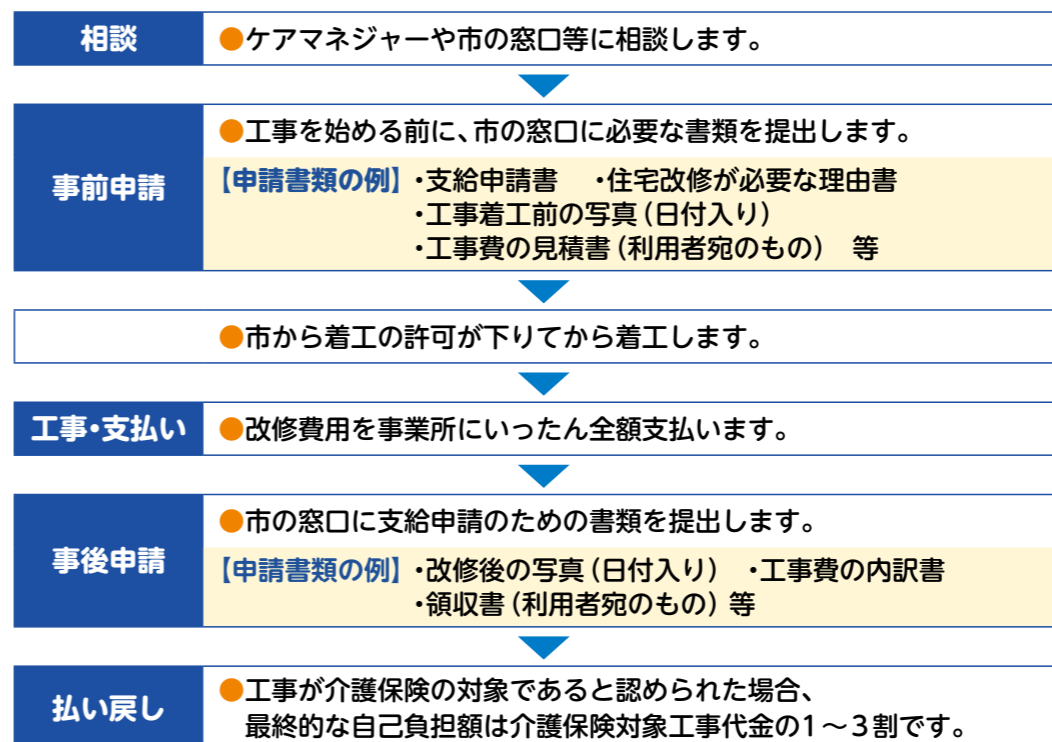 相談
●ケアマネジャーや市の窓口等に相談します。
事前申請
●工事を始める前に、市の窓口に必要な書類を提出します。
【申請書類の例】・支給申請書　・住宅改修が必要な理由書
・工事着工前の写真（日付入り）
・工事費の見積書（利用者宛のもの）　等
●市から着工の許可が下りてから着工します。
工事・支払い
●改修費用を事業所にいったん全額支払います。
事後申請
●市の窓口に支給申請のための書類を提出します。
【申請書類の例】・改修後の写真（日付入り）　・工事費の内訳書
・領収書（利用者宛のもの）等
払い戻し
●工事が介護保険の対象であると認められた場合、
最終的な自己負担額は介護保険対象工事代金の1～3割です。